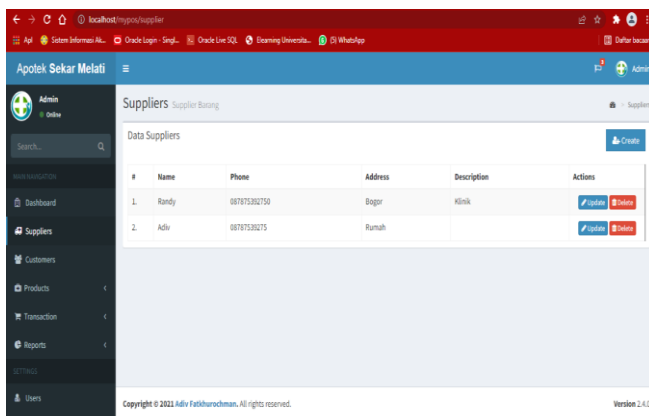 localhost/mypos/supplier
Apl Sistem Informasi Ak... Oracle Login - Singl... Oracle Live SQL Elearning Universita... (5) WhatsApp Daftar bacaan
Apotek Sekar Melati
Admin
Admin
Online
Suppliers Supplier Barang
Supplier
Data Suppliers
Create
Search...
# Name Phone Address Description Actions
MAIN NAVIGATION
1. Randy 087875392750 Bogor Klinik Update Delete
Dashboard
2. Adiv 08787539275 Rumah Update Delete
Suppliers
Customers
Products
Transaction
Reports
SETTINGS
Users
Copyright © 2021 Adiv Fatkhurochman. All rights reserved.
Version 2.4.0